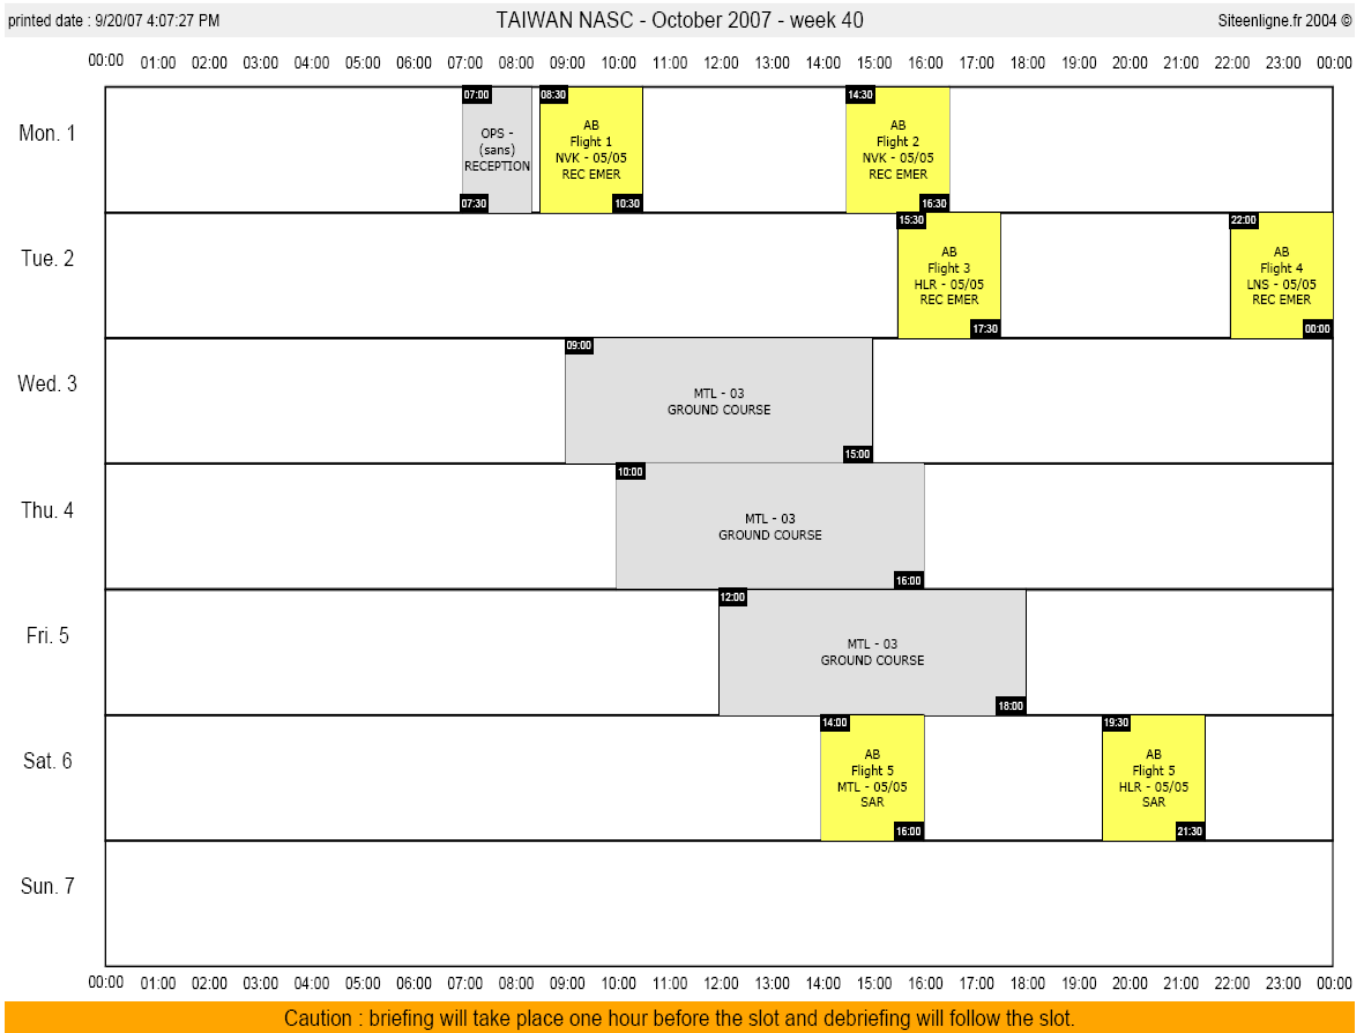 printed date : 9/20/07 4:07:27 PM
TAIWAN NASC - October 2007 - week 40
Siteenligne.fr 2004 ©
00:00 01:00 02:00 03:00 04:00 05:00 06:00 07:00 08:00 09:00 10:00 11:00 12:00 13:00 14:00 15:00 16:00 17:00 18:00 19:00 20:00 21:00 22:00 23:00 00:00
Mon. 1
07:00
OPS -
(sans)
RECEPTION
07:30
08:30
AB
Flight 1
NVK - 05/05
REC EMER
10:30
14:30
AB
Flight 2
NVK - 05/05
REC EMER
16:30
Tue. 2
15:30
AB
Flight 3
HLR - 05/05
REC EMER
17:30
22:00
AB
Flight 4
LNS - 05/05
REC EMER
00:00
Wed. 3
09:00
MTL - 03
GROUND COURSE
15:00
Thu. 4
10:00
MTL - 03
GROUND COURSE
16:00
Fri. 5
12:00
MTL - 03
GROUND COURSE
18:00
Sat. 6
14:00
AB
Flight 5
MTL - 05/05
SAR
16:00
19:30
AB
Flight 5
HLR - 05/05
SAR
21:30
Sun. 7
00:00 01:00 02:00 03:00 04:00 05:00 06:00 07:00 08:00 09:00 10:00 11:00 12:00 13:00 14:00 15:00 16:00 17:00 18:00 19:00 20:00 21:00 22:00 23:00 00:00
Caution : briefing will take place one hour before the slot and debriefing will follow the slot.